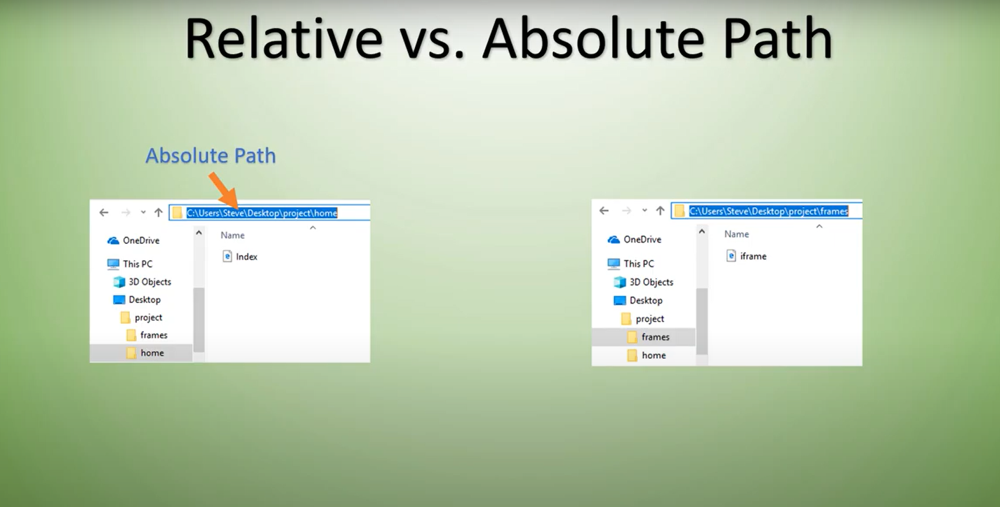 Relative vs. Absolute Path
Absolute Path
C:\Users\Steve\Desktop\project\home
Name
OneDrive
Index
This PC
3D Objects
Desktop
project
frames
home
C:\Users\Steve\Desktop\project\frames
Name
OneDrive
iframe
This PC
3D Objects
Desktop
project
frames
home